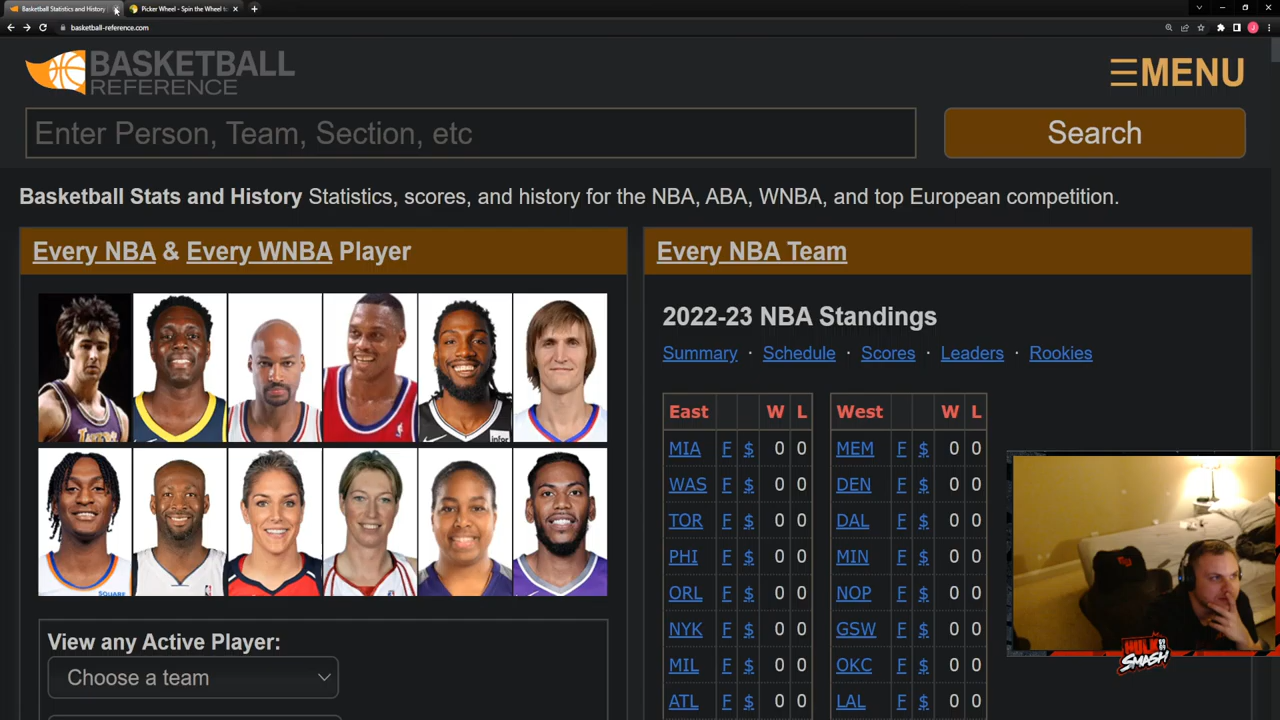 Basketball Statistics and History
Picker Wheel - Spin the Wheel to
basketball-reference.com
J
BASKETBALL
REFERENCE
MENU
Enter Person, Team, Section, etc
Search
Basketball Stats and History Statistics, scores, and history for the NBA, ABA, WNBA, and top European competition.
Every NBA & Every WNBA Player
Every NBA Team
2022-23 NBA Standings
Summary · Schedule · Scores · Leaders · Rookies
East W L West W L
MIA F $ 0 0 MEM F $ 0 0
WAS F $ 0 0 DEN F $ 0 0
TOR F $ 0 0 DAL F $ 0 0
PHI F $ 0 0 MIN F $ 0 0
ORL F $ 0 0 NOP F $ 0 0
NYK F $ 0 0 GSW F $ 0 0
MIL F $ 0 0 OKC F $ 0 0
ATL F $ 0 0 LAL F $ 0 0
infor
SQUARE
View any Active Player:
Choose a team
HULK
SMASH